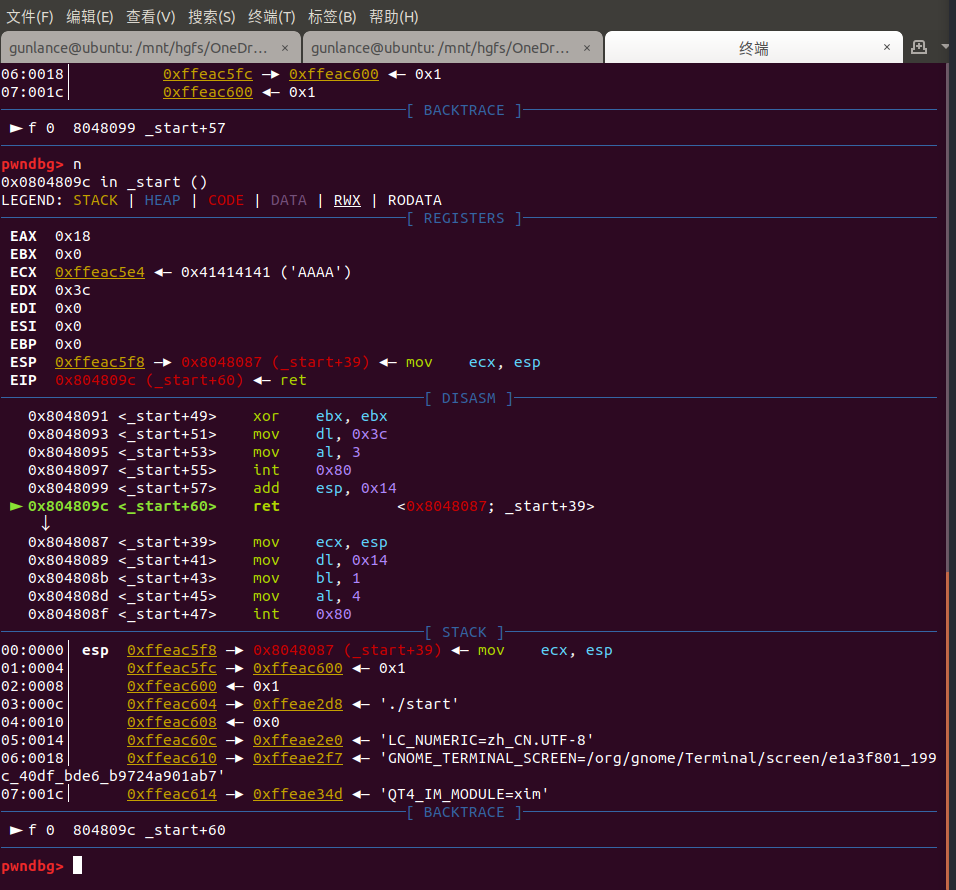 文件(F) 编辑(E) 查看(V) 搜索(S) 终端(T) 标签(B) 帮助(H)
gunlance@ubuntu: /mnt/hgfs/OneDr… × gunlance@ubuntu: /mnt/hgfs/OneDr… × 终端 ×
06:0018│ 0xffeac5fc —▸ 0xffeac600 ◂— 0x1
07:001c│ 0xffeac600 ◂— 0x1
[ BACKTRACE ]
► f 0 8048099 _start+57
pwndbg> n
0x0804809c in _start ()
LEGEND: STACK | HEAP | CODE | DATA | RWX | RODATA
[ REGISTERS ]
EAX 0x18
EBX 0x0
ECX 0xffeac5e4 ◂— 0x41414141 ('AAAA')
EDX 0x3c
EDI 0x0
ESI 0x0
EBP 0x0
ESP 0xffeac5f8 —▸ 0x8048087 (_start+39) ◂— mov ecx, esp
EIP 0x804809c (_start+60) ◂— ret
[ DISASM ]
0x8048091 <_start+49> xor ebx, ebx
0x8048093 <_start+51> mov dl, 0x3c
0x8048095 <_start+53> mov al, 3
0x8048097 <_start+55> int 0x80
0x8048099 <_start+57> add esp, 0x14
► 0x804809c <_start+60> ret <0x8048087; _start+39>
↓
0x8048087 <_start+39> mov ecx, esp
0x8048089 <_start+41> mov dl, 0x14
0x804808b <_start+43> mov bl, 1
0x804808d <_start+45> mov al, 4
0x804808f <_start+47> int 0x80
[ STACK ]
00:0000│ esp 0xffeac5f8 —▸ 0x8048087 (_start+39) ◂— mov ecx, esp
01:0004│ 0xffeac5fc —▸ 0xffeac600 ◂— 0x1
02:0008│ 0xffeac600 ◂— 0x1
03:000c│ 0xffeac604 —▸ 0xffeae2d8 ◂— './start'
04:0010│ 0xffeac608 ◂— 0x0
05:0014│ 0xffeac60c —▸ 0xffeae2e0 ◂— 'LC_NUMERIC=zh_CN.UTF-8'
06:0018│ 0xffeac610 —▸ 0xffeae2f7 ◂— 'GNOME_TERMINAL_SCREEN=/org/gnome/Terminal/screen/e1a3f801_199
c_40df_bde6_b9724a901ab7'
07:001c│ 0xffeac614 —▸ 0xffeae34d ◂— 'QT4_IM_MODULE=xim'
[ BACKTRACE ]
► f 0 804809c _start+60
pwndbg>